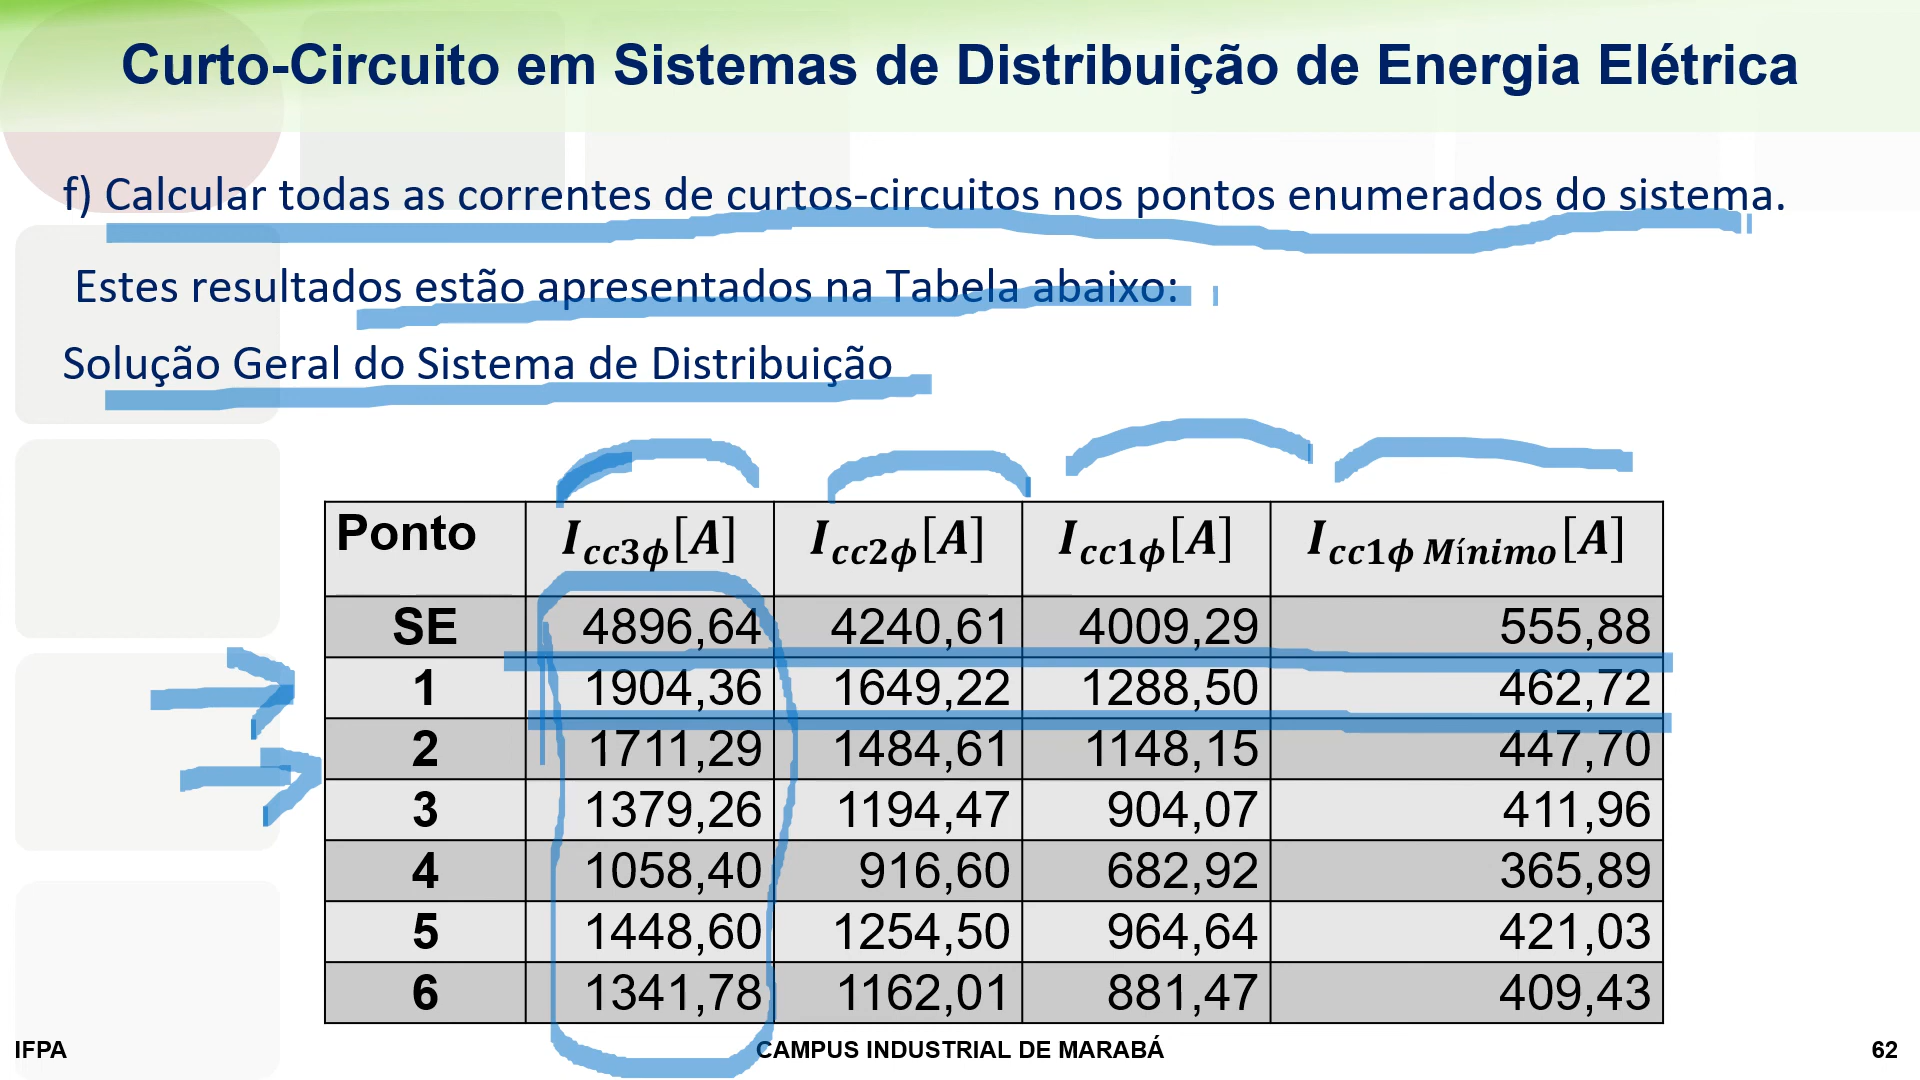 Curto-Circuito em Sistemas de Distribuição de Energia Elétrica
f) Calcular todas as correntes de curtos-circuitos nos pontos enumerados do sistema.
Estes resultados estão apresentados na Tabela abaixo:
Solução Geral do Sistema de Distribuição
Ponto I_cc3ϕ[A] I_cc2ϕ[A] I_cc1ϕ[A] I_cc1ϕ Mínimo[A]
SE 4896,64 4240,61 4009,29 555,88
1 1904,36 1649,22 1288,50 462,72
2 1711,29 1484,61 1148,15 447,70
3 1379,26 1194,47 904,07 411,96
4 1058,40 916,60 682,92 365,89
5 1448,60 1254,50 964,64 421,03
6 1341,78 1162,01 881,47 409,43
IFPA CAMPUS INDUSTRIAL DE MARABÁ 62